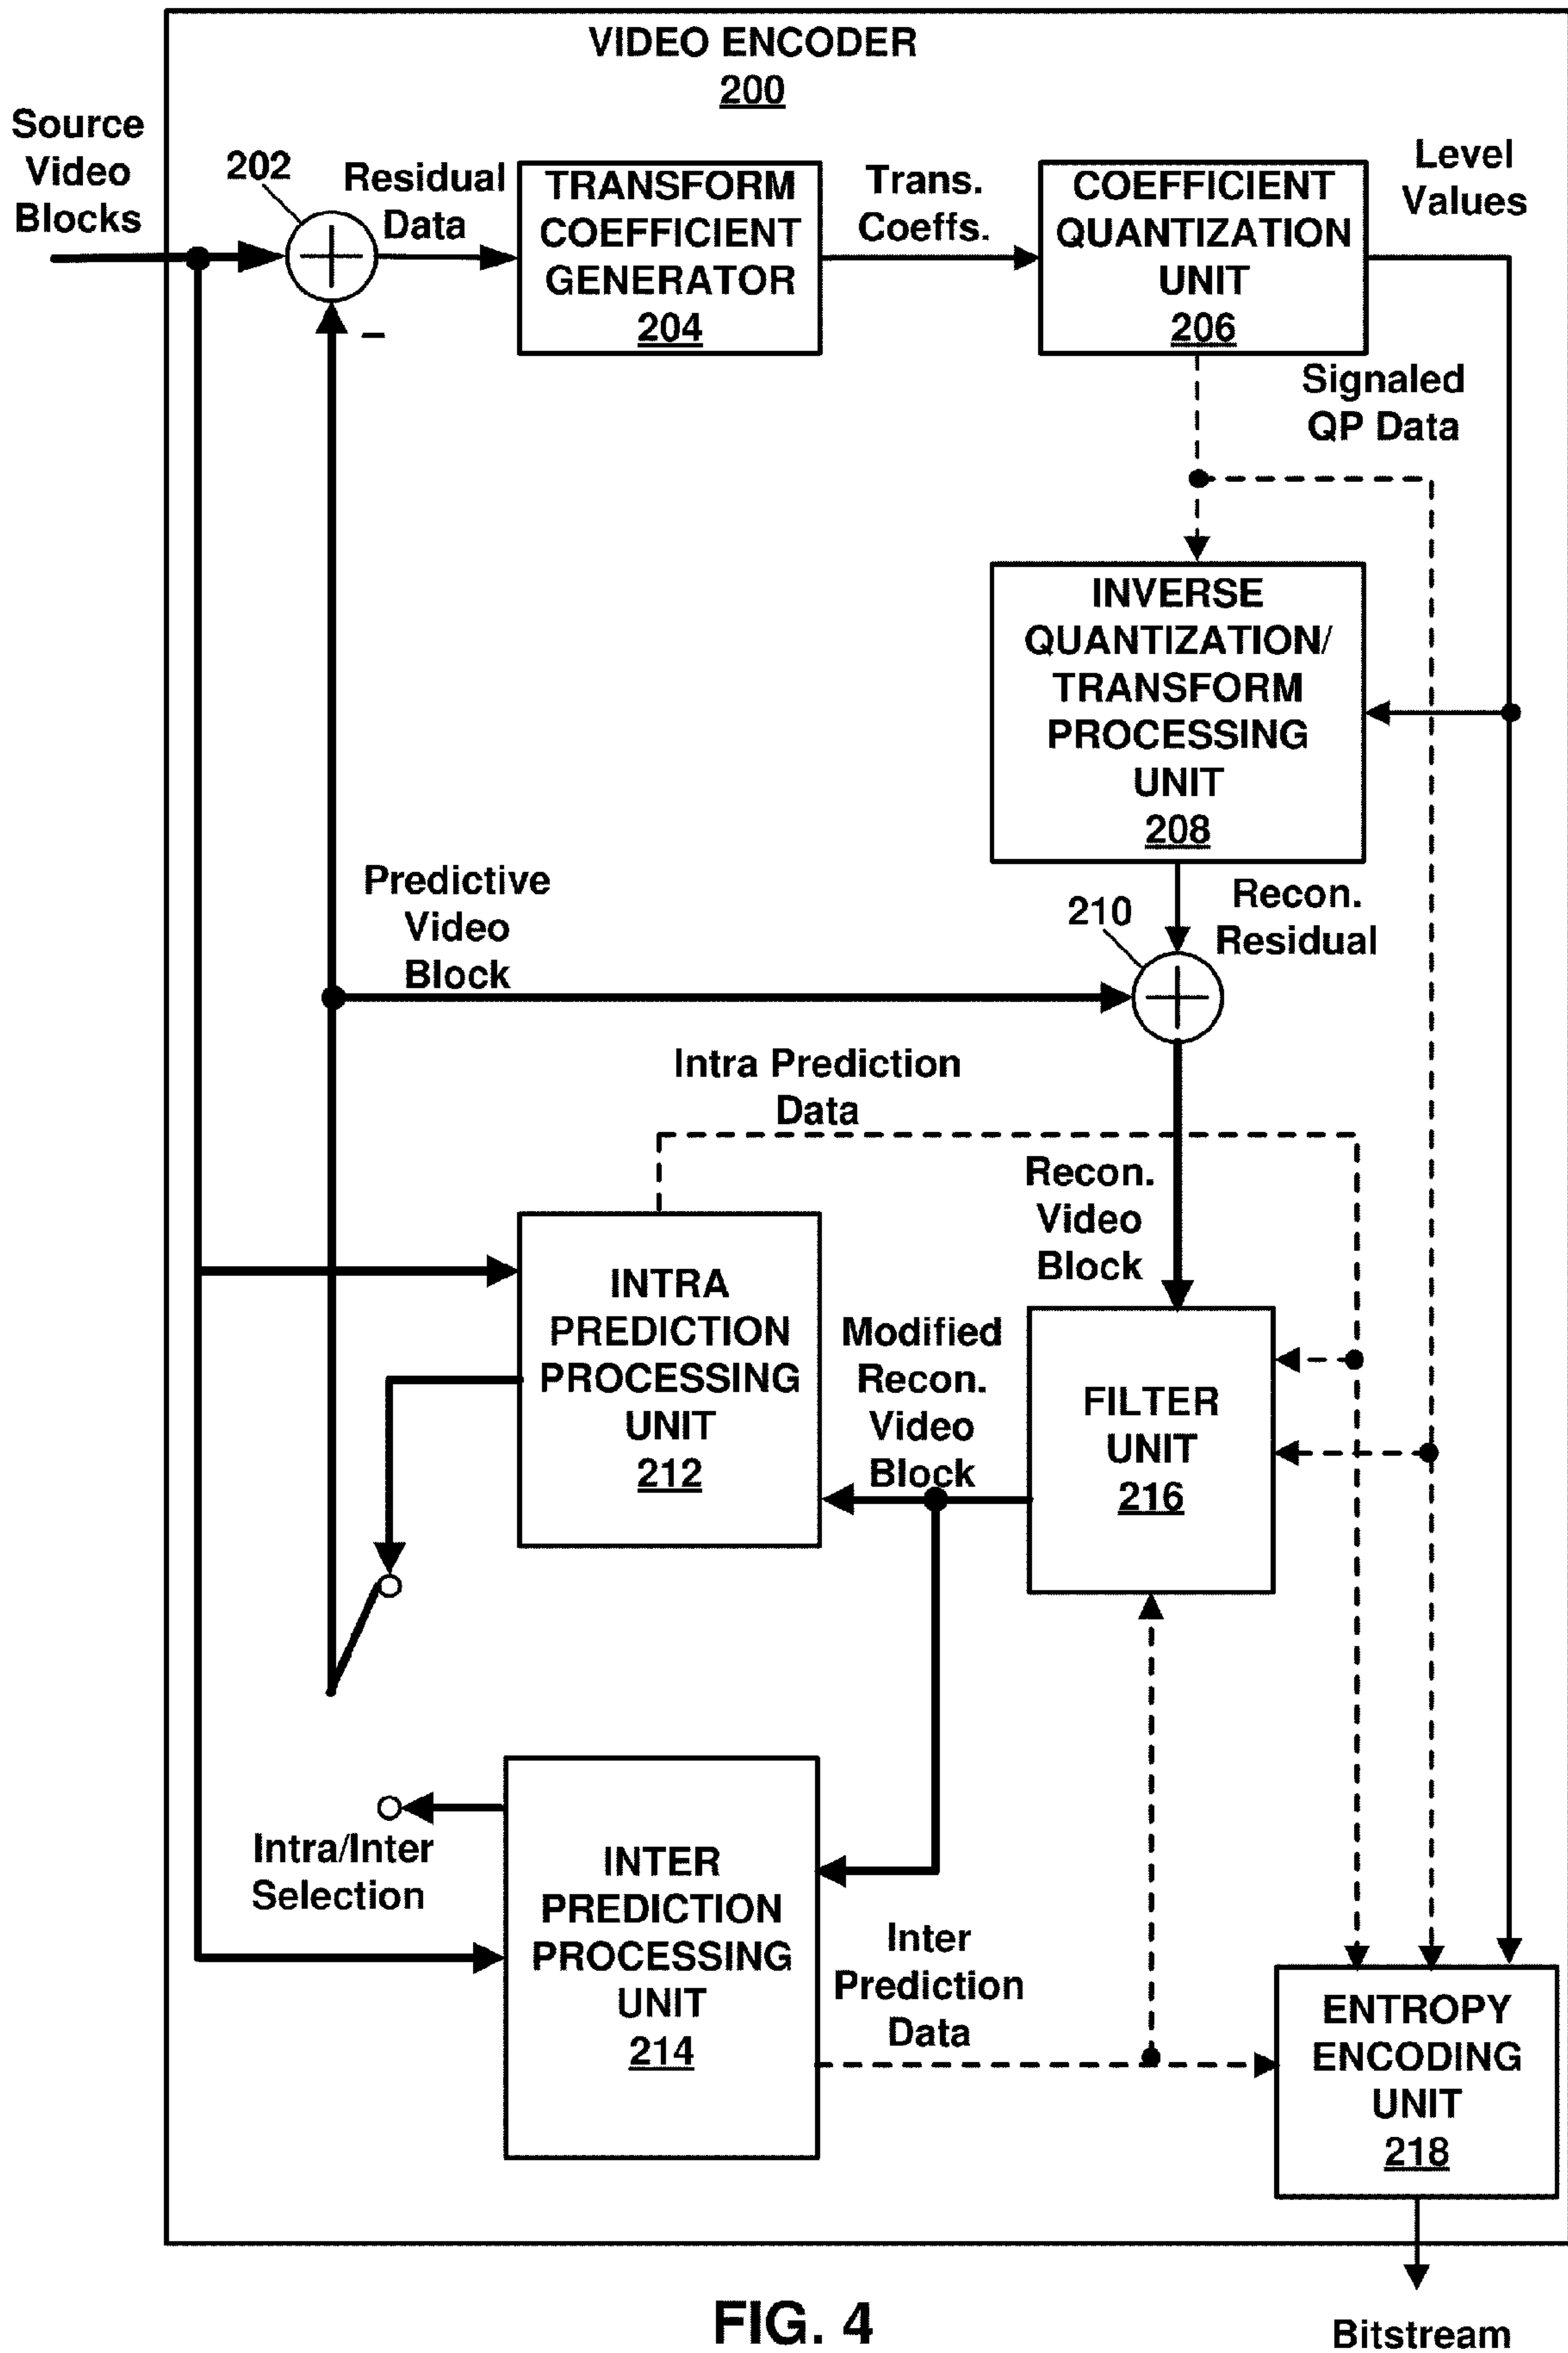 VIDEO ENCODER
200
Source
Video
Blocks
202
Residual
Data
TRANSFORM
COEFFICIENT
GENERATOR
204
Trans.
Coeffs.
COEFFICIENT
QUANTIZATION
UNIT
206
Level
Values
–
Signaled
QP Data
INVERSE
QUANTIZATION/
TRANSFORM
PROCESSING
UNIT
208
Predictive
Video
Block
210
Recon.
Residual
Intra Prediction
Data
Recon.
Video
Block
INTRA
PREDICTION
PROCESSING
UNIT
212
Modified
Recon.
Video
Block
FILTER
UNIT
216
Intra/Inter
Selection
INTER
PREDICTION
PROCESSING
UNIT
214
Inter
Prediction
Data
ENTROPY
ENCODING
UNIT
218
FIG. 4
Bitstream